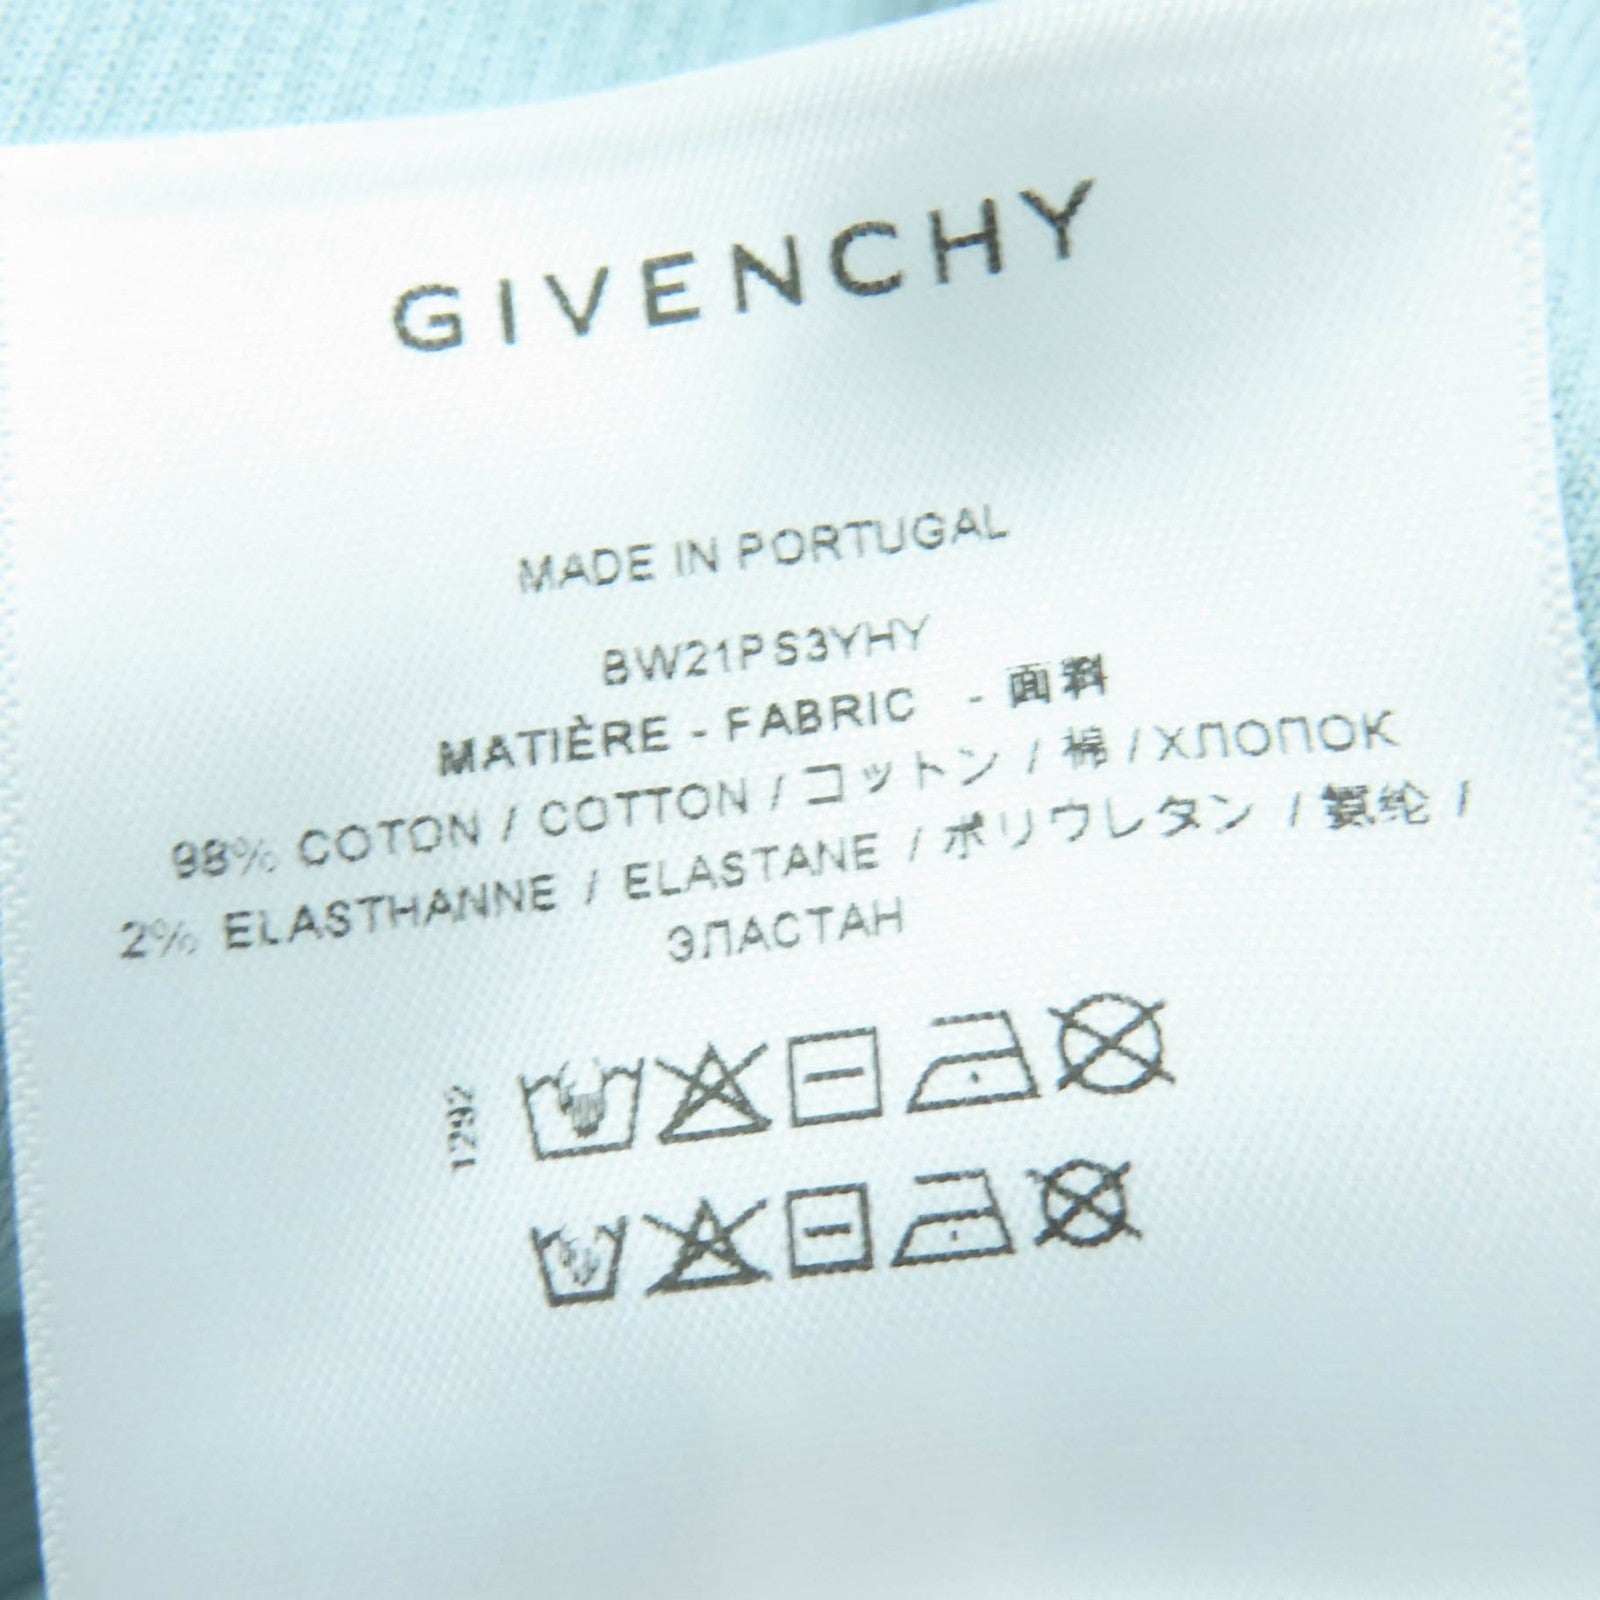 GIVENCHY
MADE IN PORTUGAL
BW21PS3YHY
MATIÈRE - FABRIC - 面料
98% COTON / COTTON / コットン / 棉 / ХЛОПОК
2% ELASTHANNE / ELASTANE / ポリウレタン / 氨纶 /
ЭЛАСТАН
1292